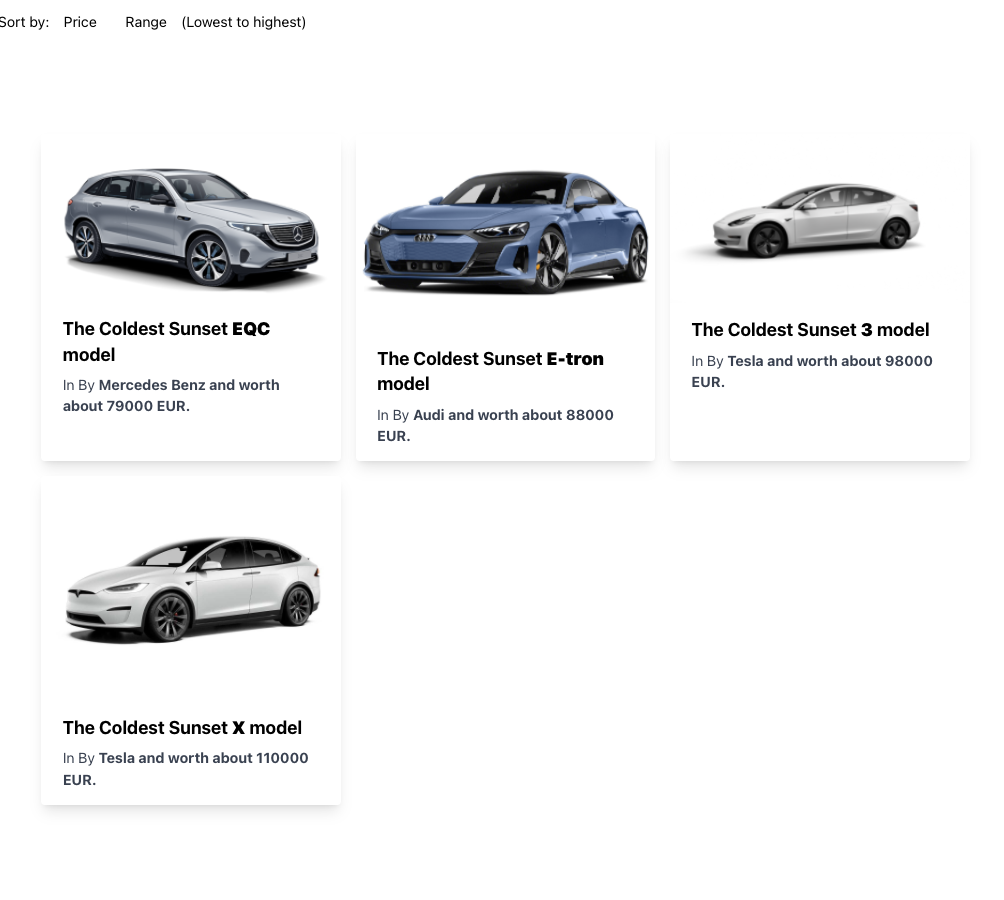 Sort by: Price Range (Lowest to highest)
The Coldest Sunset EQC
model
In By Mercedes Benz and worth
about 79000 EUR.
The Coldest Sunset E-tron
model
In By Audi and worth about 88000
EUR.
The Coldest Sunset 3 model
In By Tesla and worth about 98000
EUR.
The Coldest Sunset X model
In By Tesla and worth about 110000
EUR.